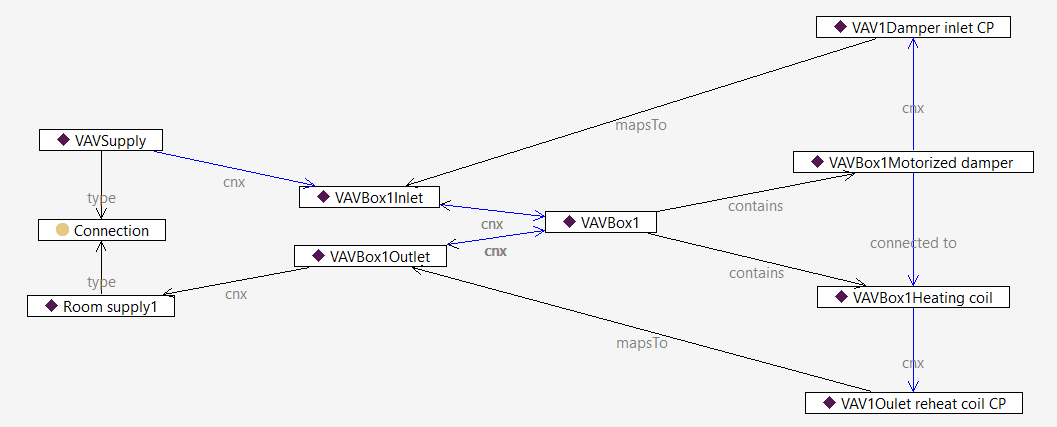 VAV1Damper inlet CP
cnx
mapsTo
VAVSupply
VAVBox1Motorized damper
cnx
type
VAVBox1Inlet
contains
cnx
VAVBox1
Connection
connected to
cnx
VAVBox1Outlet
contains
type
cnx
VAVBox1Heating coil
Room supply1
mapsTo
cnx
VAV1Oulet reheat coil CP